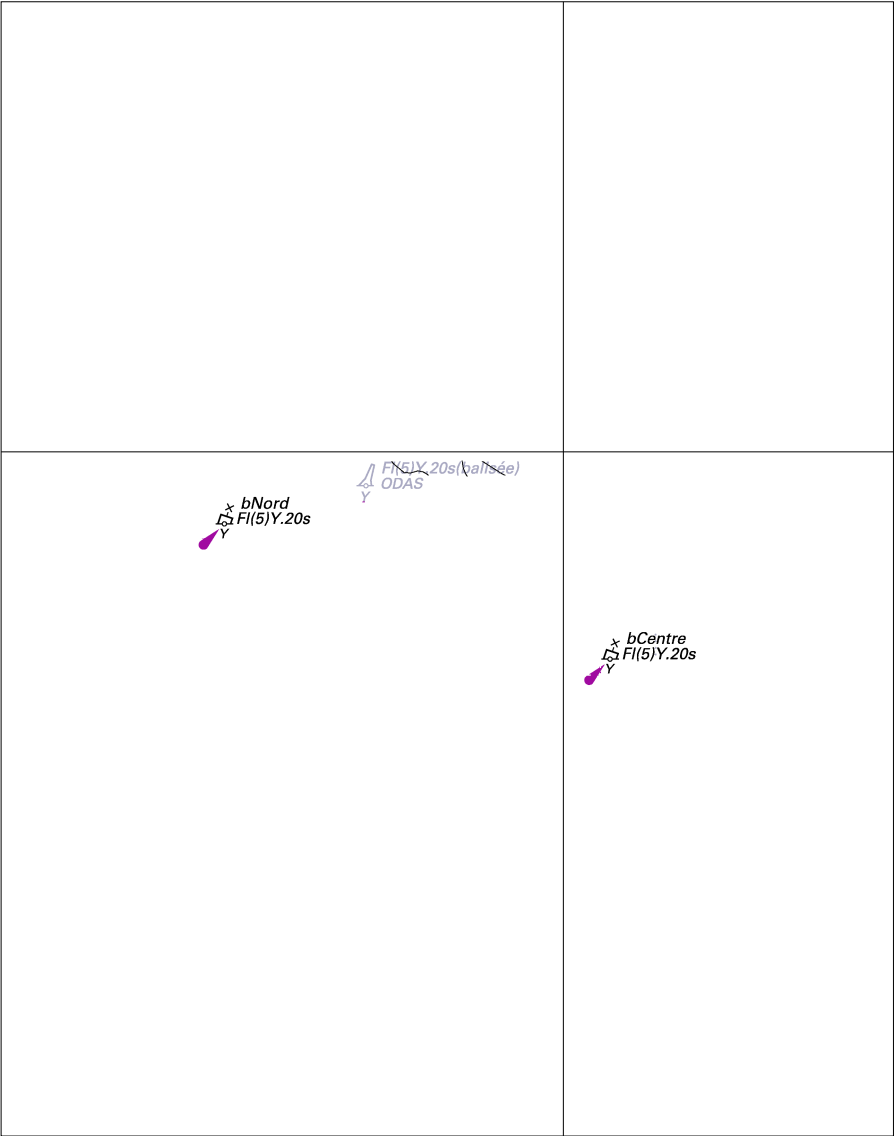 Fl(5)Y.20s(balisée)
ODAS
Y
bNord
Fl(5)Y.20s
Y
bCentre
Fl(5)Y.20s
Y